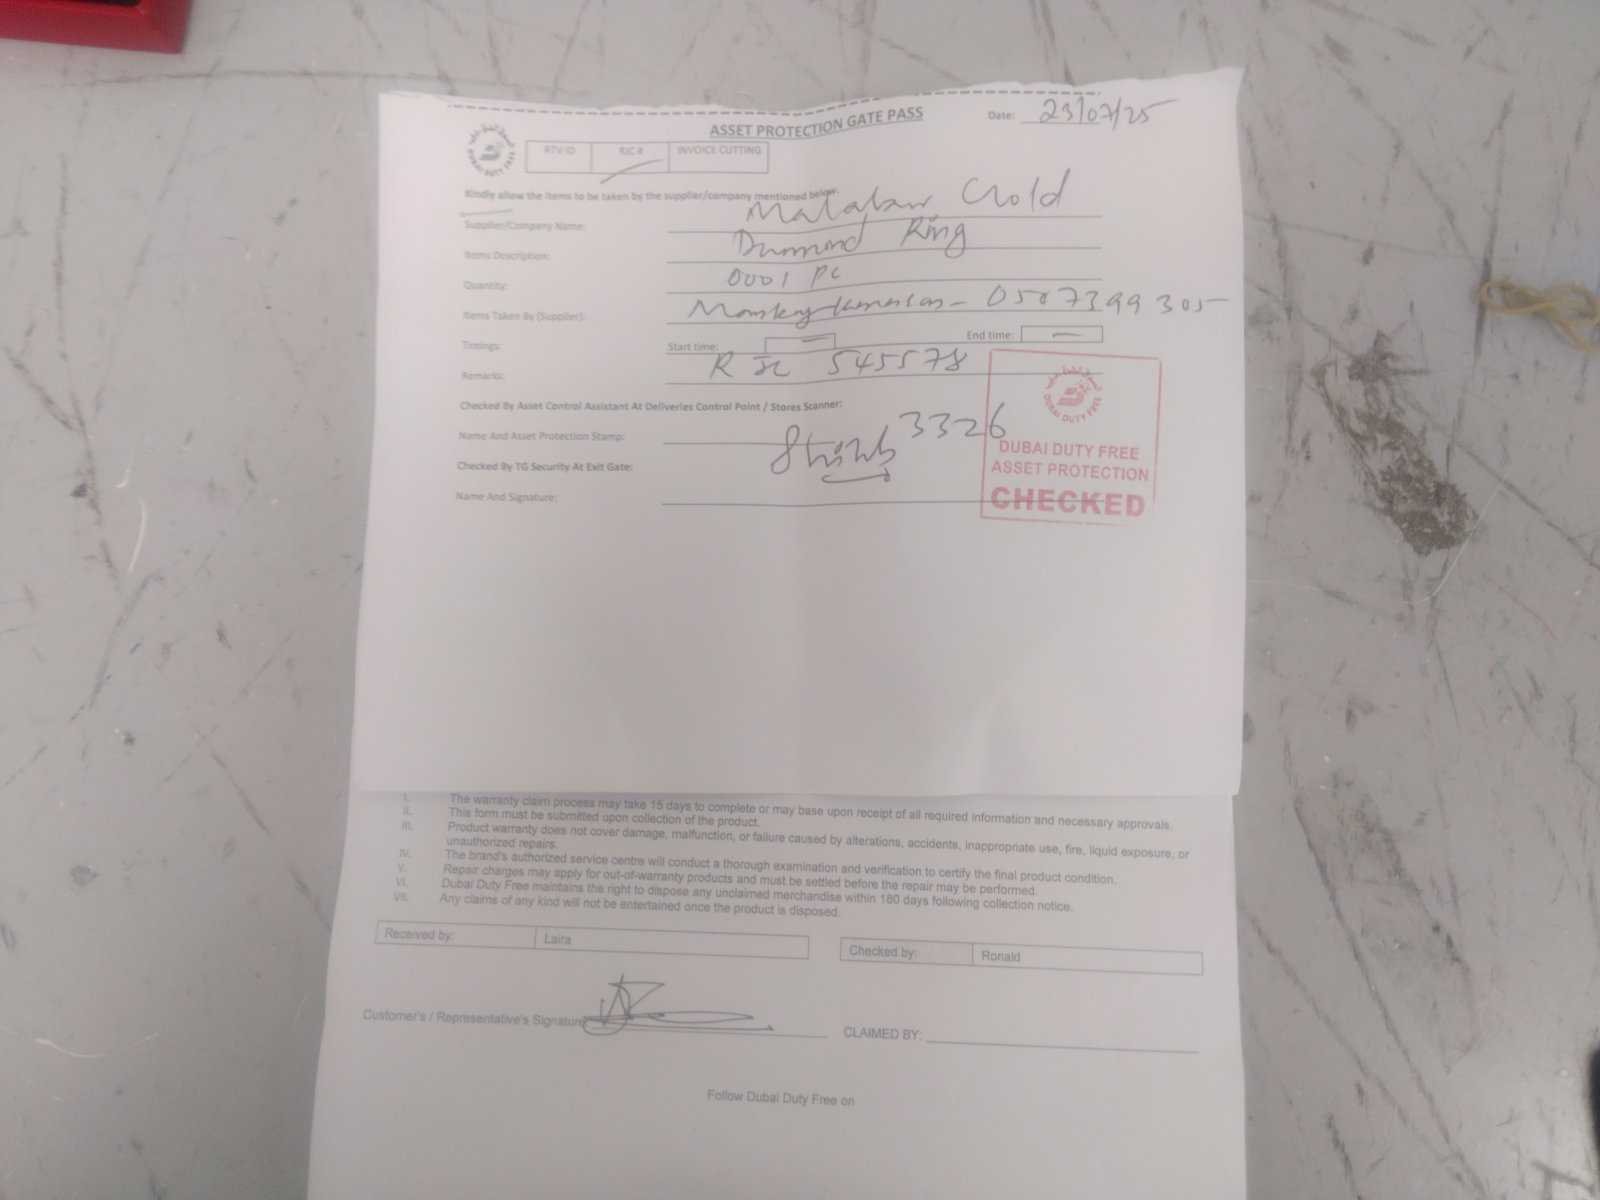 ASSET PROTECTION GATE PASS
Date: 23/07/25
DUBAI DUTY FREE
RTV ID RJC # INVOICE CUTTING
Kindly allow the items to be taken by the supplier/company mentioned below:
Supplier/Company Name: Malabar Gold
Items Description: Diamond Ring
Quantity: 0001 PC
Items Taken By (Supplier): - 0507399305
Timings: Start time: End time:
Remarks: RJC 545578
Checked By Asset Control Assistant At Deliveries Control Point / Stores Scanner:
Name And Asset Protection Stamp: 3326
Checked By TG Security At Exit Gate:
Name And Signature:
DUBAI DUTY FREE
DUBAI DUTY FREE
ASSET PROTECTION
CHECKED
I. The warranty claim process may take 15 days to complete or may base upon receipt of all required information and necessary approvals.
II. This form must be submitted upon collection of the product.
III. Product warranty does not cover damage, malfunction, or failure caused by alterations, accidents, inappropriate use, fire, liquid exposure, or
unauthorized repairs.
IV. The brand's authorized service centre will conduct a thorough examination and verification to certify the final product condition.
V. Repair charges may apply for out-of-warranty products and must be settled before the repair may be performed.
VI. Dubai Duty Free maintains the right to dispose any unclaimed merchandise within 180 days following collection notice.
VII. Any claims of any kind will not be entertained once the product is disposed.
Received by: Laira
Checked by: Ronald
Customer's / Representative's Signature
CLAIMED BY:
Follow Dubai Duty Free on